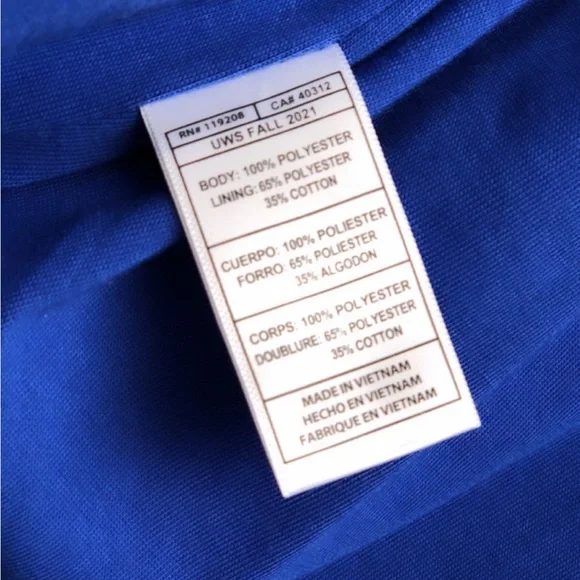 RN# 119208 CA# 40312
UWS FALL 2021
BODY: 100% POLYESTER
LINING: 65% POLYESTER
35% COTTON
CUERPO: 100% POLIESTER
FORRO: 65% POLIESTER
35% ALGODON
CORPS: 100% POLYESTER
DOUBLURE: 65% POLYESTER
35% COTTON
MADE IN VIETNAM
HECHO EN VIETNAM
FABRIQUE EN VIETNAM